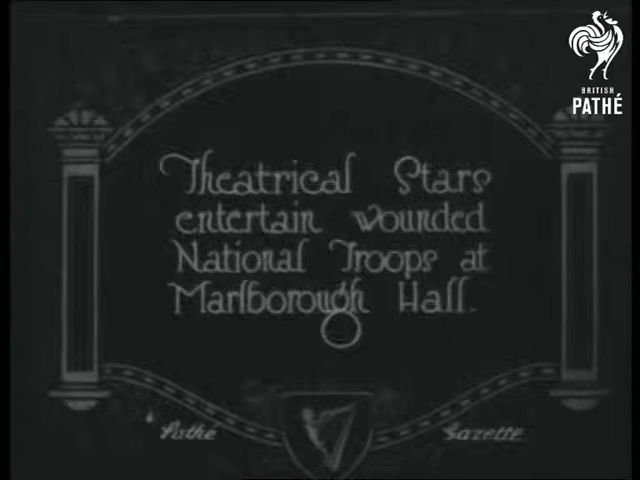 BRITISH
PATHÉ
Theatrical Stars
entertain wounded
National Troops at
Marlborough Hall.
Pathé Gazette